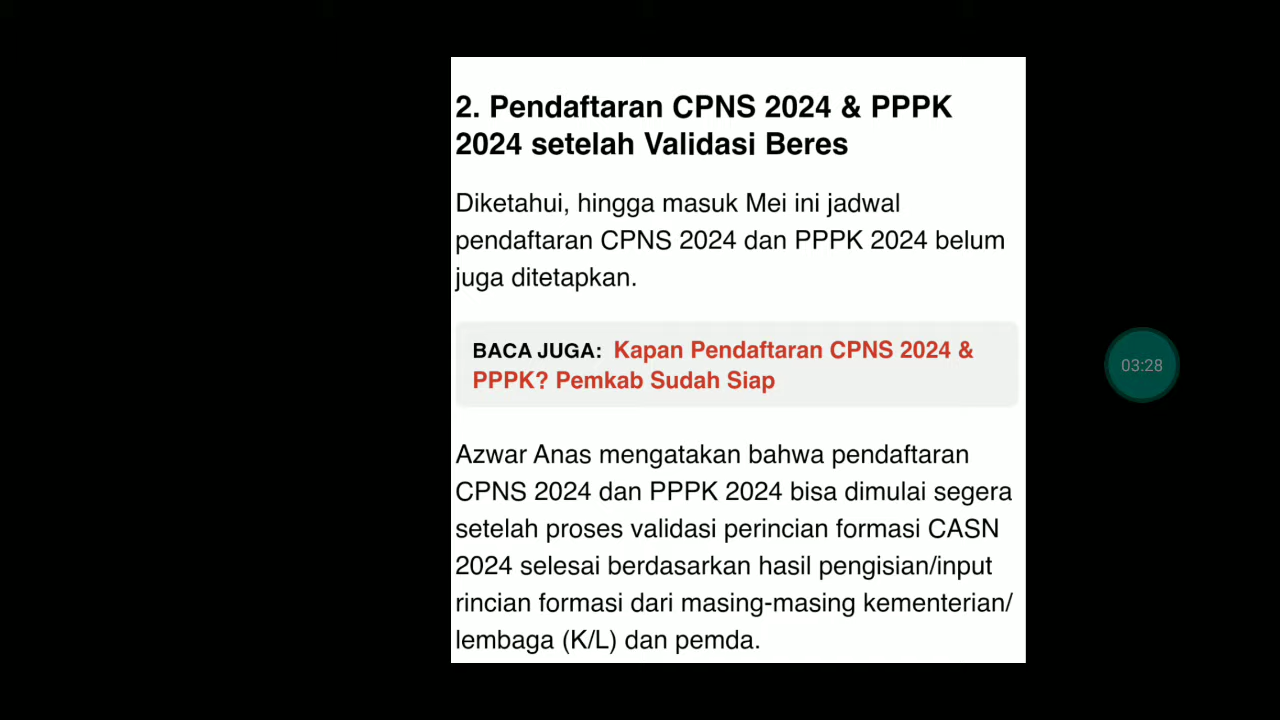 2. Pendaftaran CPNS 2024 & PPPK
2024 setelah Validasi Beres
Diketahui, hingga masuk Mei ini jadwal
pendaftaran CPNS 2024 dan PPPK 2024 belum
juga ditetapkan.
BACA JUGA: Kapan Pendaftaran CPNS 2024 &
PPPK? Pemkab Sudah Siap
03:28
Azwar Anas mengatakan bahwa pendaftaran
CPNS 2024 dan PPPK 2024 bisa dimulai segera
setelah proses validasi perincian formasi CASN
2024 selesai berdasarkan hasil pengisian/input
rincian formasi dari masing-masing kementerian/
lembaga (K/L) dan pemda.